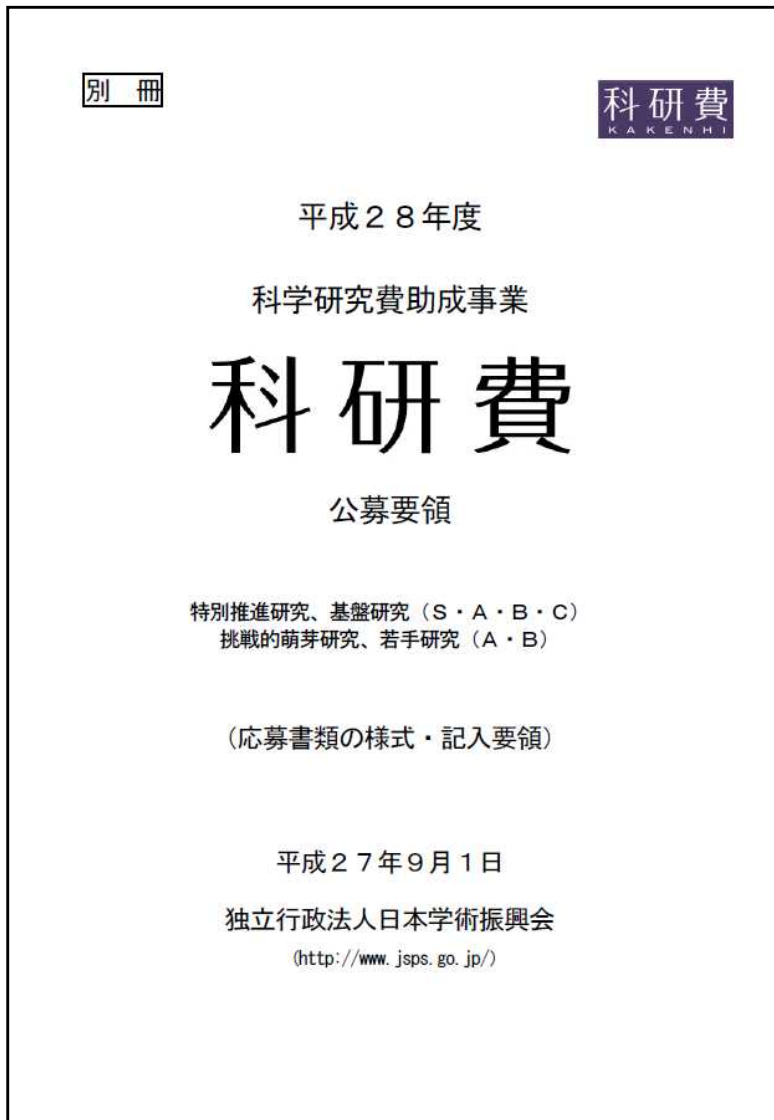 別　冊
科研費
KAKENHI
平成２８年度
科学研究費助成事業
科研費
公募要領
特別推進研究、基盤研究（Ｓ・Ａ・Ｂ・Ｃ）
挑戦的萌芽研究、若手研究（Ａ・Ｂ）
（応募書類の様式・記入要領）
平成２７年９月１日
独立行政法人日本学術振興会
(http://www.jsps.go.jp/)